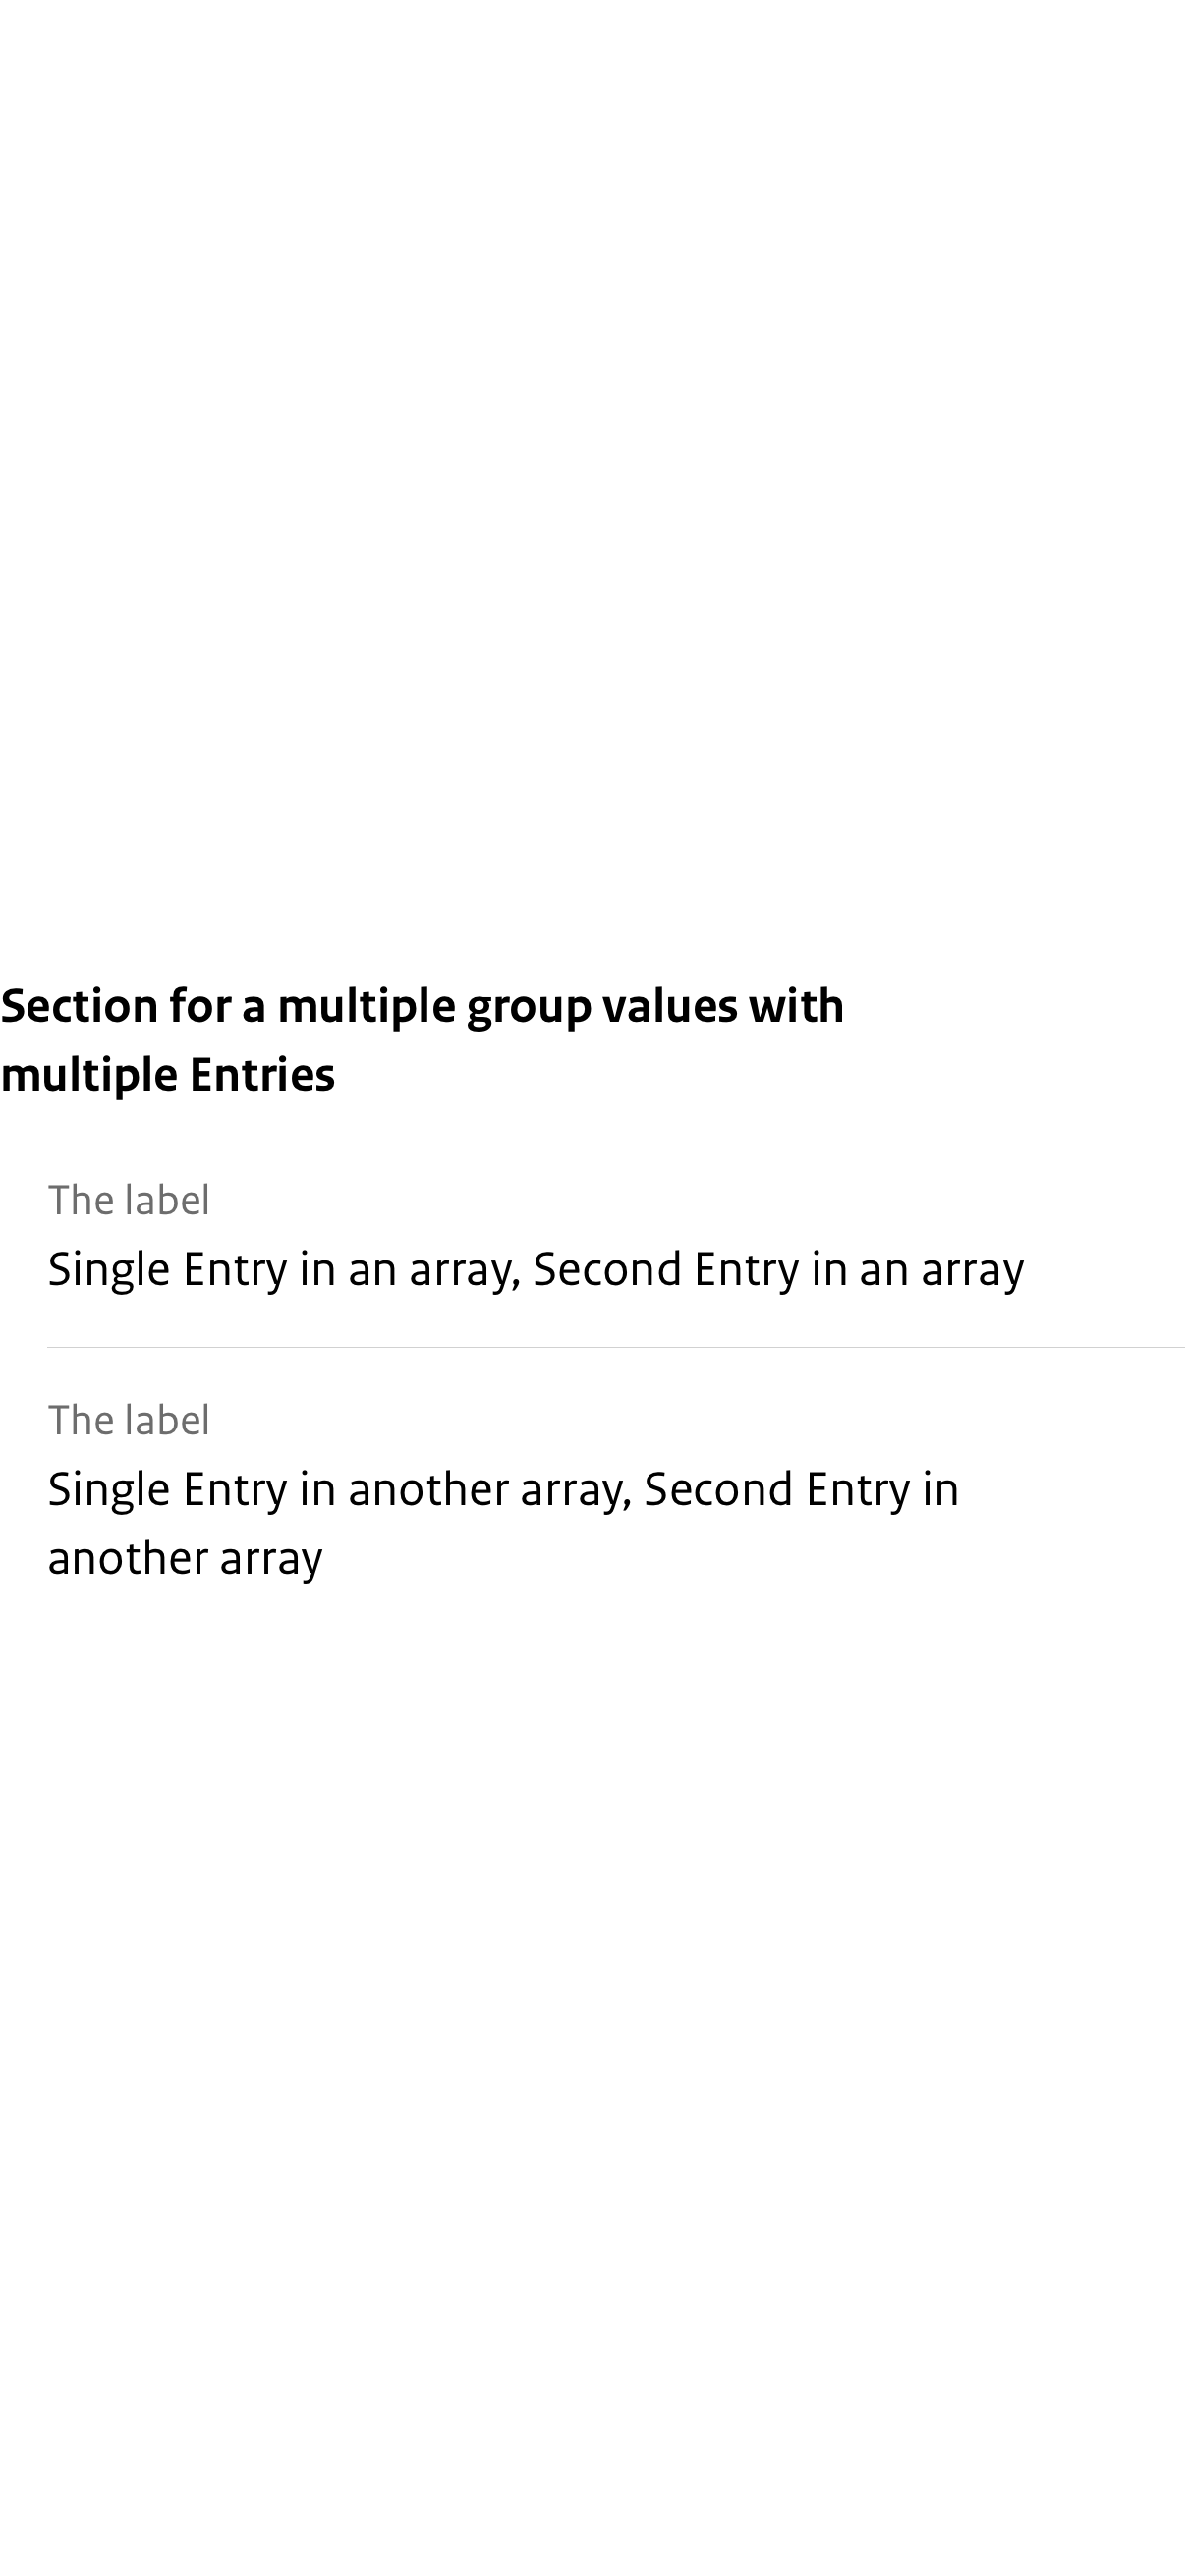 Section for a multiple group values with
multiple Entries
The label
Single Entry in an array, Second Entry in an array
The label
Single Entry in another array, Second Entry in
another array